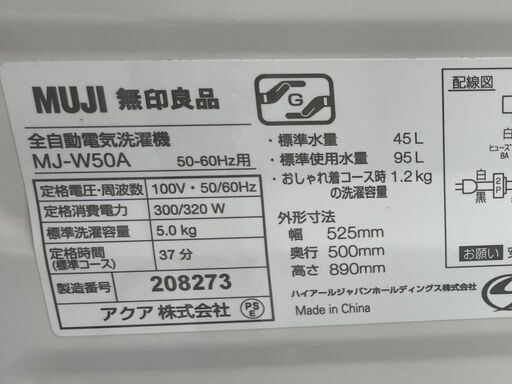 MUJI 無印良品
全自動電気洗濯機
MJ-W50A 50-60Hz用
定格電圧・周波数 100V・50/60Hz
定格消費電力 300/320 W
標準洗濯容量 5.0 kg
定格時間
(標準コース) 37 分
製造番号 208273
アクア株式会社
PS
E
G
・標準水量 45 L
・標準使用水量 95 L
・おしゃれ着コース時 1.2 kg
の洗濯容量
外形寸法
幅 525mm
奥行 500mm
高さ 890mm
ハイアールジャパンホールディングス株式会社
Made in China
配線図
白
ヒューズ
8A
白
黒
2P
お願い